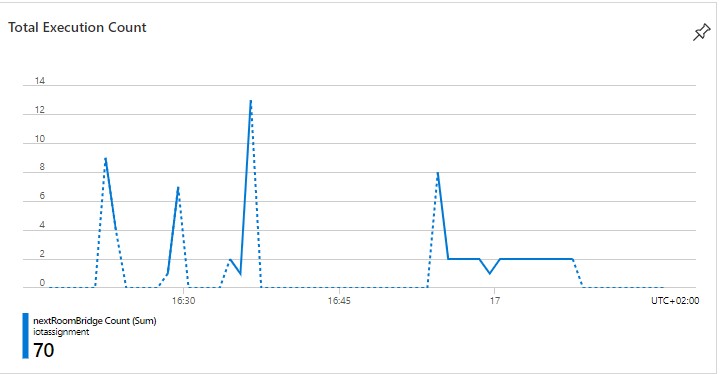 Total Execution Count
14
12
10
8
6
4
2
0
16:30 16:45 17 UTC+02:00
nextRoomBridge Count (Sum)
iotassignment
70